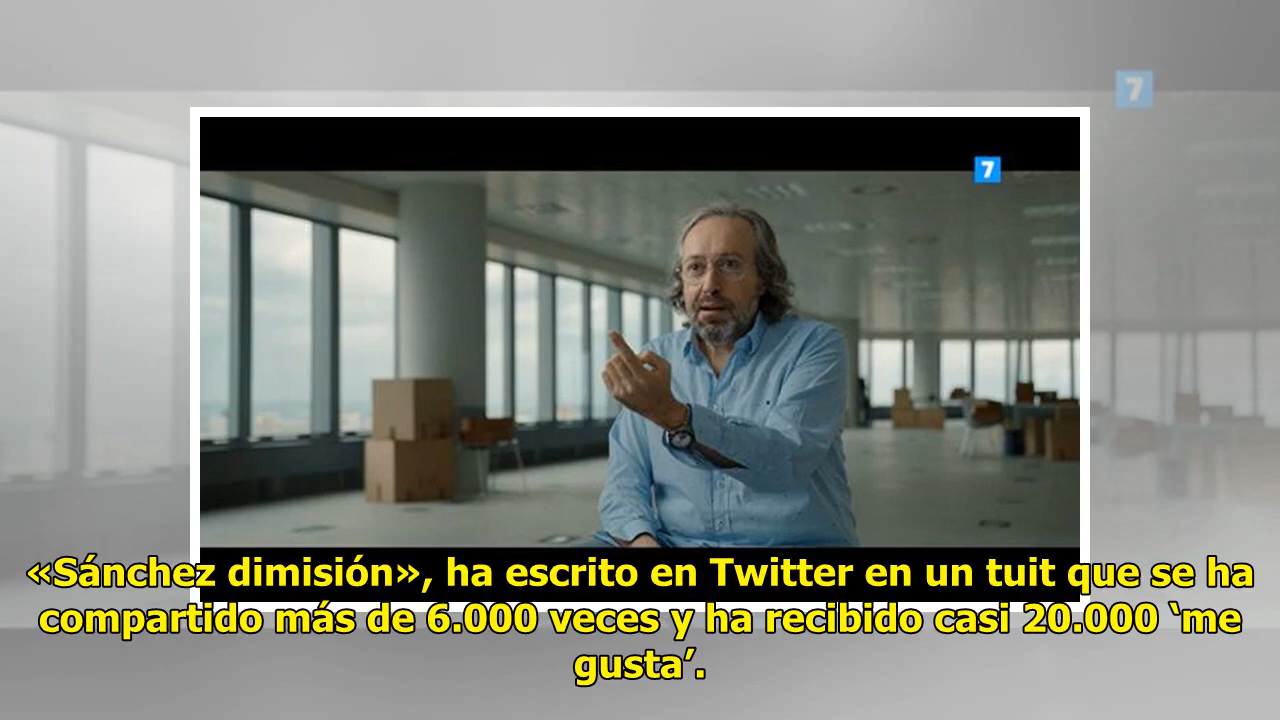 7
7
«Sánchez dimisión», ha escrito en Twitter en un tuit que se ha
compartido más de 6.000 veces y ha recibido casi 20.000 ‘me
gusta’.